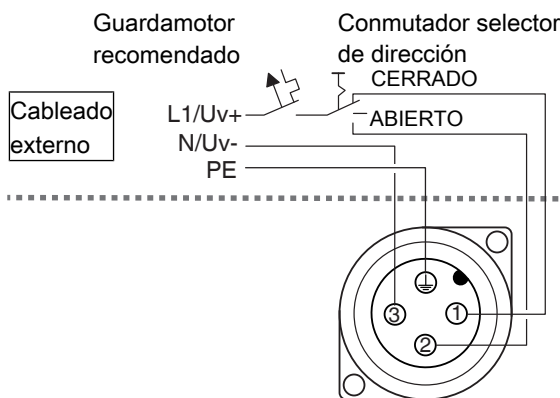 Guardamotor
recomendado
Conmutador selector
de dirección
CERRADO
Cableado
externo
L1/Uv+
ABIERTO
N/Uv-
PE
3
1
2